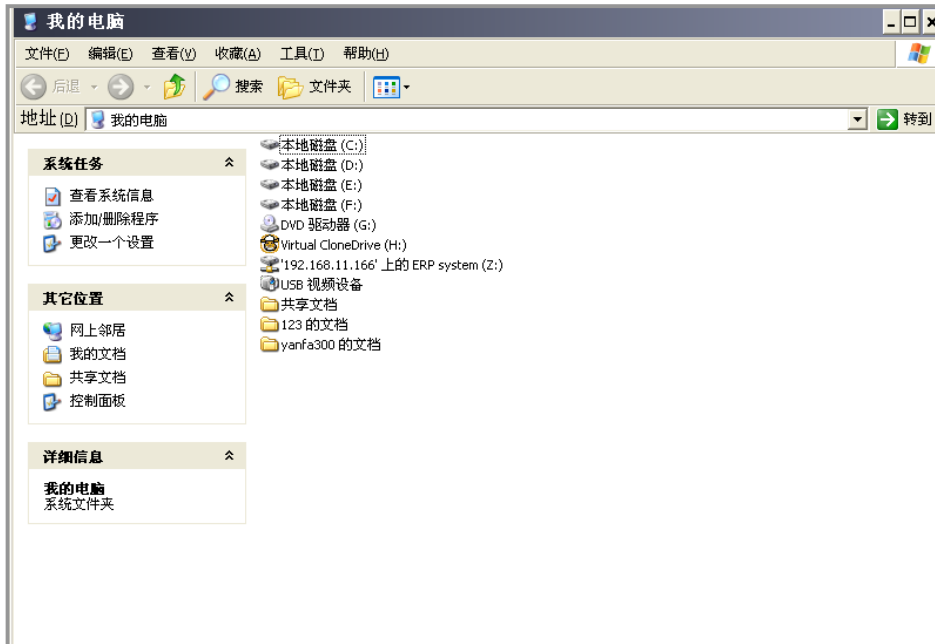 我的电脑
文件(F) 编辑(E) 查看(V) 收藏(A) 工具(T) 帮助(H)
后退 搜索 文件夹
地址(D) 我的电脑 转到
系统任务
查看系统信息
添加/删除程序
更改一个设置
其它位置
网上邻居
我的文档
共享文档
控制面板
详细信息
我的电脑
系统文件夹
本地磁盘 (C:)
本地磁盘 (D:)
本地磁盘 (E:)
本地磁盘 (F:)
DVD 驱动器 (G:)
Virtual CloneDrive (H:)
'192.168.11.166' 上的 ERP system (Z:)
USB 视频设备
共享文档
123 的文档
yanfa300 的文档